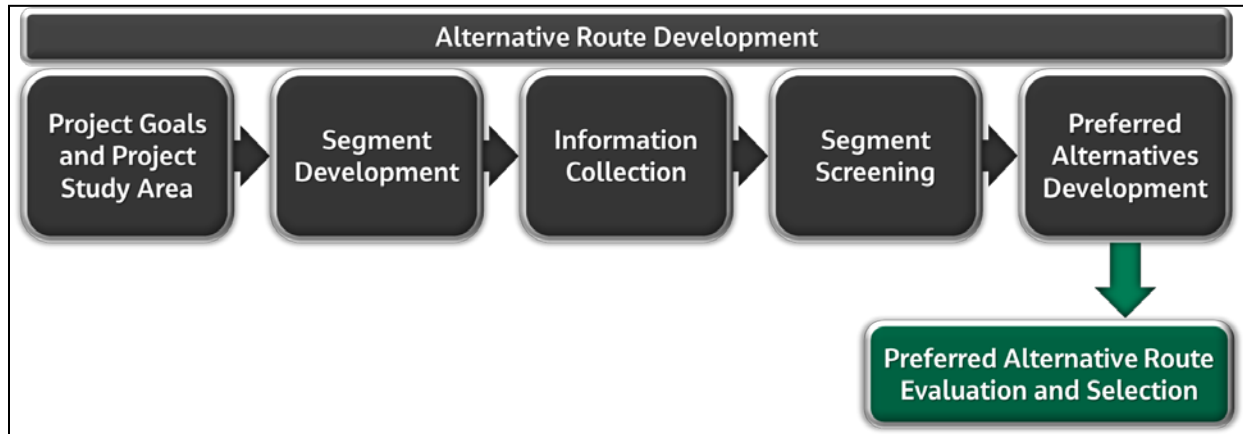 Alternative Route Development
Project Goals
and Project
Study Area
Segment
Development
Information
Collection
Segment
Screening
Preferred
Alternatives
Development
Preferred Alternative Route
Evaluation and Selection